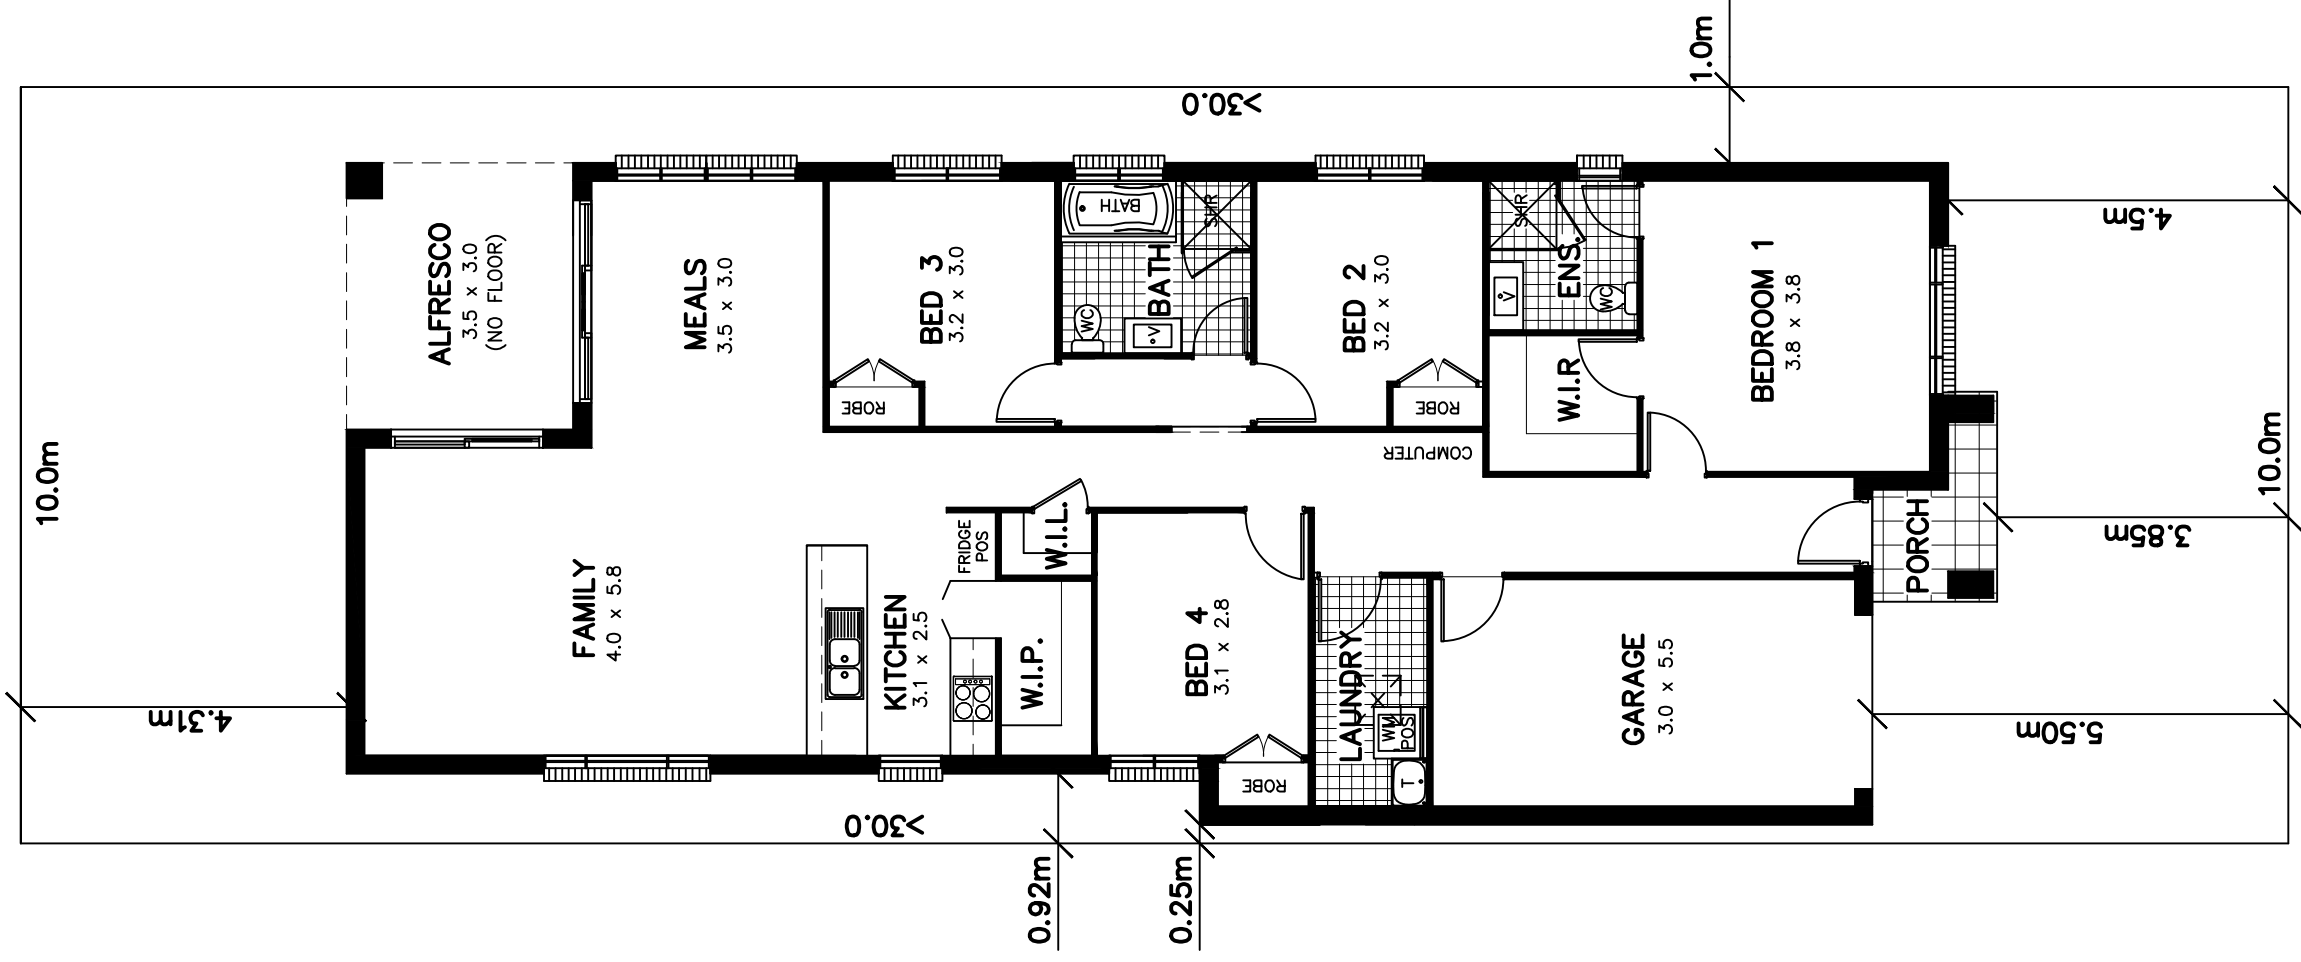 1.0m
>30.0
ALFRESCO
3.5 x 3.0
(NO FLOOR)
MEALS
3.5 x 3.0
BED 3
3.2 x 3.0
ROBE
BATH
SHR
BATH
WC
V
BED 2
3.2 x 3.0
ROBE
SHR
ENS.
V
WC
W.I.R
BEDROOM 1
3.8 x 3.8
4.5m
10.0m
10.0m
COMPUTER
FAMILY
4.0 x 5.8
KITCHEN
3.1 x 2.5
FRIDGE
POS
W.I.L.
W.I.P.
BED 4
3.1 x 2.8
ROBE
LAUNDRY
WM
POS
T
GARAGE
3.0 x 5.5
PORCH
3.85m
4.31m
5.50m
>30.0
0.92m
0.25m